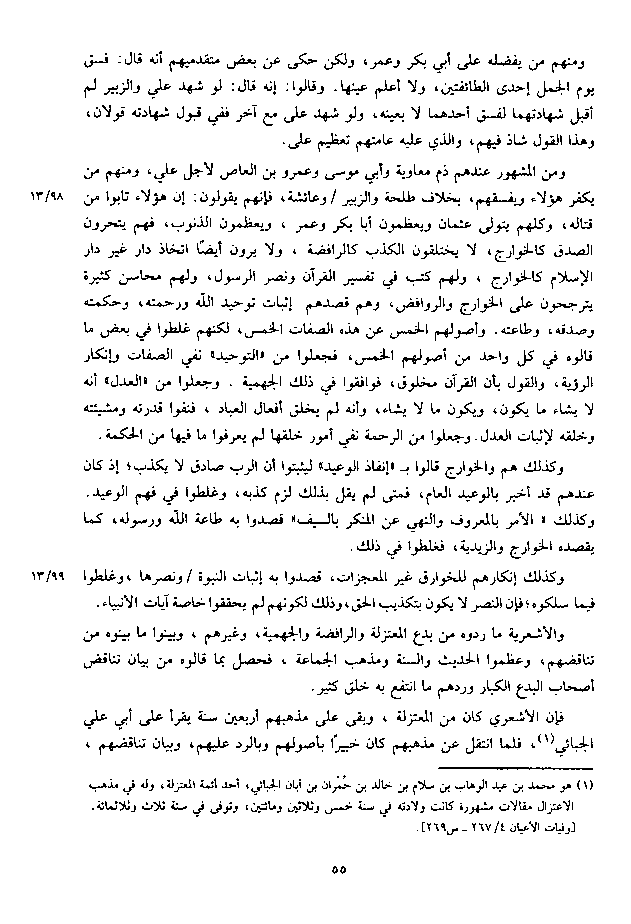 ومنهم من يفضله على أبي بكر وعمر، ولكن حكى عن بعض متقدميهم أنه قال: فسق
يوم الجمل إحدى الطائفتين، ولا أعلم عينها. وقالوا: إنه قال: لو شهد علي والزبير لم
أقبل شهادتهما لفسق أحدهما لا بعينه، ولو شهد على مع آخر ففي قبول شهادته قولان،
وهذا القول شاذ فيهم، والذي عليه عامتهم تعظيم على.
ومن المشهور عندهم ذم معاوية وأبي موسى وعمرو بن العاص لأجل علي، ومنهم من
يكفر هؤلاء ويفسقهم، بخلاف طلحة والزبير / وعائشة، فإنهم يقولون: إن هؤلاء تابوا من ١٣/٩٨
قتاله، وكلهم يتولى عثمان ويعظمون أبا بكر وعمر ، ويعظمون الذنوب، فهم يتحرون
الصدق كالخوارج، لا يختلقون الكذب كالرافضة ، ولا يرون أيضًا اتخاذ دار غير دار
الإسلام كالخوارج ، ولهم كتب في تفسير القرآن ونصر الرسول، ولهم محاسن كثيرة
يترجحون على الخوارج والروافض، وهم قصدهم إثبات توحيد الله ورحمته، وحكمته
وصدقه، وطاعته. وأصولهم الخمس عن هذه الصفات الخمس، لكنهم غلطوا في بعض ما
قالوه في كل واحد من أصولهم الخمس، فجعلوا من «التوحيد» نفي الصفات وإنكار
الرؤية، والقول بأن القرآن مخلوق، فوافقوا في ذلك الجهمية . وجعلوا من «العدل» أنه
لا يشاء ما يكون، ويكون ما لا يشاء، وأنه لم يخلق أفعال العباد ، فنفوا قدرته ومشيئته
وخلقه لإثبات العدل. وجعلوا من الرحمة نفي أمور خلقها لم يعرفوا ما فيها من الحكمة.
وكذلك هم والخوارج قالوا بـ «إنفاذ الوعيد» ليثبتوا أن الرب صادق لا يكذب؛ إذ كان
عندهم قد أخبر بالوعيد العام، فمتى لم يقل بذلك لزم كذبه، وغلطوا في فهم الوعيد.
وكذلك « الأمر بالمعروف والنهي عن المنكر بالسيف» قصدوا به طاعة الله ورسوله، كما
يقصده الخوارج والزيدية، فغلطوا في ذلك.
وكذلك إنكارهم للخوارق غير المعجزات، قصدوا به إثبات النبوة / ونصرها ،وغلطوا ١٣/٩٩
فيما سلكوه؛ فإن النصر لا يكون بتكذيب الحق، وذلك لكونهم لم يحققوا خاصة آيات الأنبياء.
والأشعرية ما ردوه من بدع المعتزلة والرافضة والجهمية، وغيرهم ، وبينوا ما بينوه من
تناقضهم، وعظموا الحديث والسنة ومذهب الجماعة ، فحصل بما قالوه من بيان تناقض
أصحاب البدع الكبار وردهم ما انتفع به خلق كثير.
فإن الأشعري كان من المعتزلة ، وبقى على مذهبهم أربعين سنة يقرأ على أبي علي
الجبائي(١)، فلما انتقل عن مذهبهم كان خبيرًا بأصولهم وبالرد عليهم، وبيان تناقضهم ،
(١) هو محمد بن عبد الوهاب بن سلام بن خالد بن حُمْران بن أبان الجبائي، أحد أئمة المعتزلة، وله في مذهب
الاعتزال مقالات مشهورة كانت ولادته في سنة خمس وثلاثين ومائتين، وتوفى في سنة ثلاث وثلاثمائة.
[وفيات الأعيان ٤/ ٢٦٧ - ص٢٦٩].
٥٥